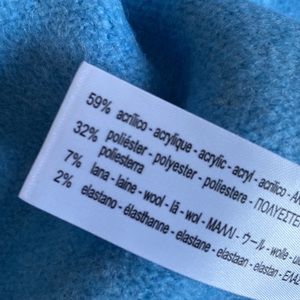 59% acrílico - acrylique - acrylic - acryl - acrilico -
32% poliéster - polyester - poliestere - ΠΟΛΥΕΣΤΕ
poliesterra
7% lana - laine - wool - lã - wol - ΜΑΛΛΙ - ウール - wolle -
2% elastano - élasthanne - elastane - elastaan - elastan - ΕΛΑ